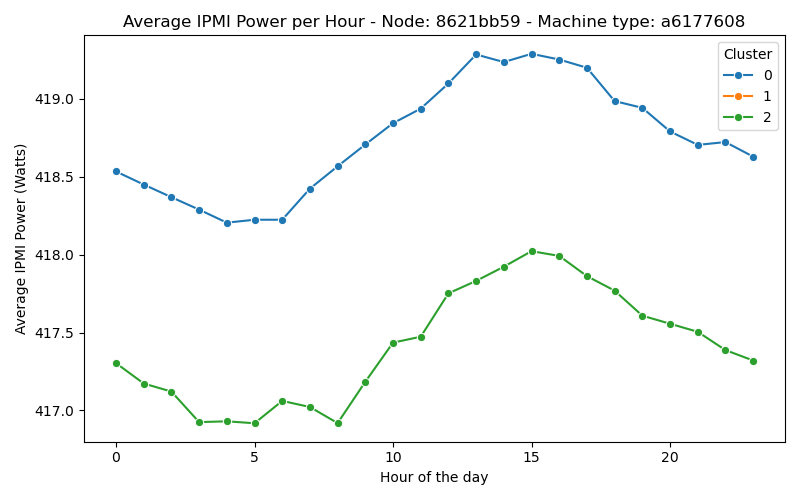 Average IPMI Power per Hour - Node: 8621bb59 - Machine type: a6177608
Cluster
0
1
2
419.0
418.5
418.0
417.5
417.0
Average IPMI Power (Watts)
0 5 10 15 20
Hour of the day